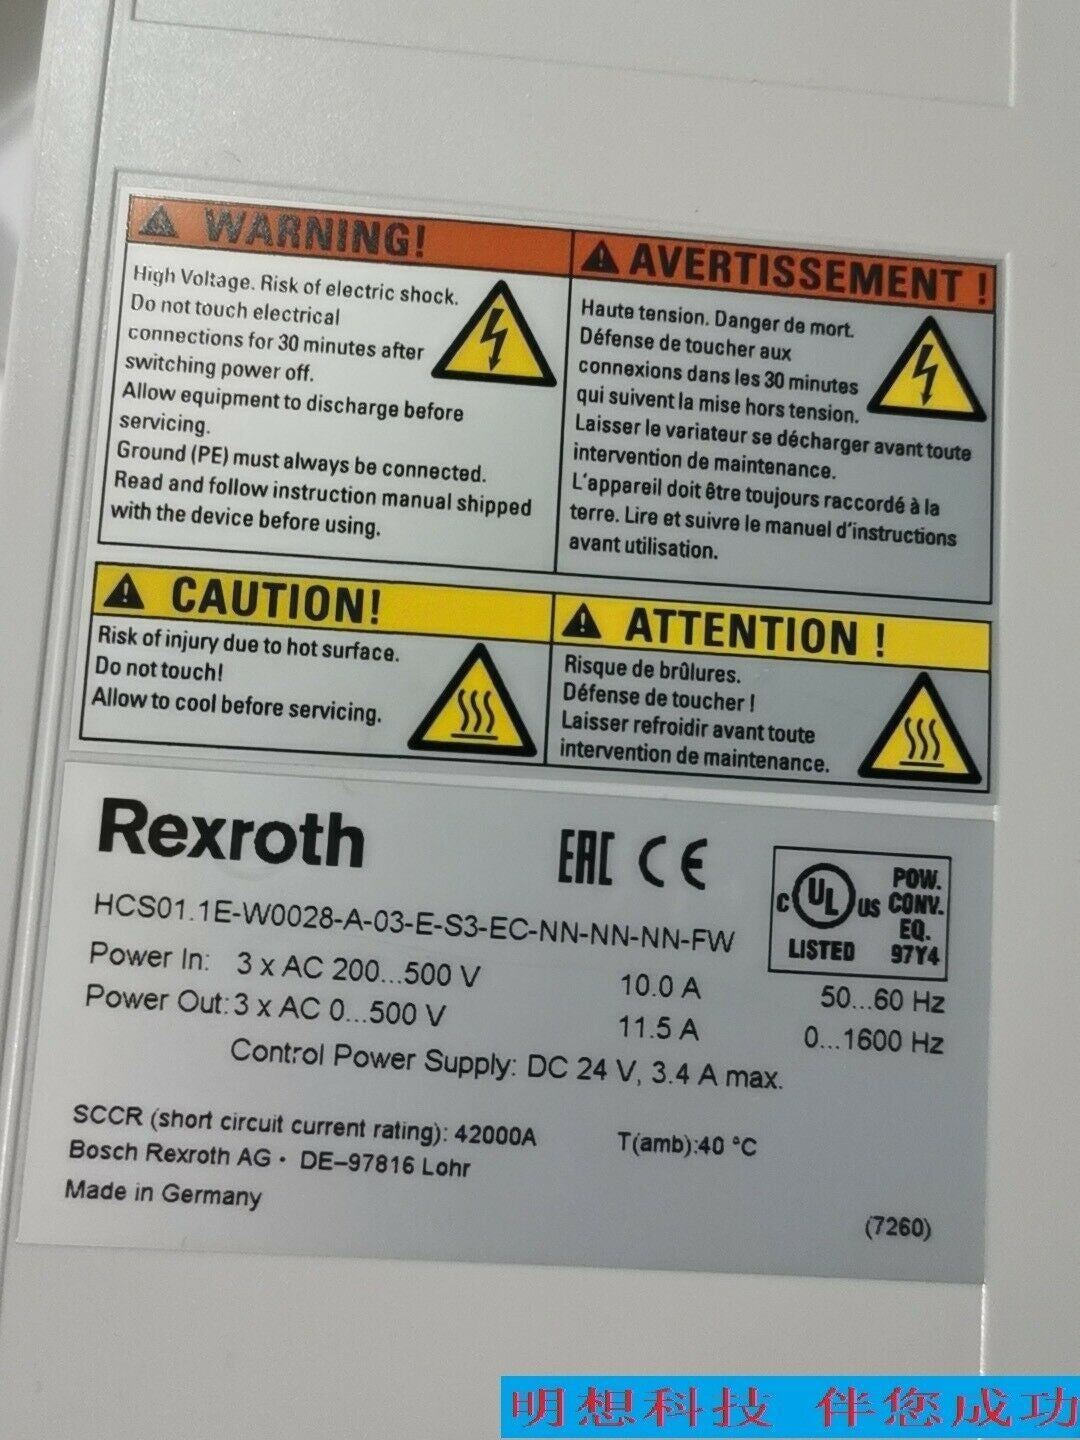 WARNING!
High Voltage. Risk of electric shock.
Do not touch electrical
connections for 30 minutes after
switching power off.
Allow equipment to discharge before
servicing.
Ground (PE) must always be connected.
Read and follow instruction manual shipped
with the device before using.
AVERTISSEMENT !
Haute tension. Danger de mort.
Défense de toucher aux
connexions dans les 30 minutes
qui suivent la mise hors tension.
Laisser le variateur se décharger avant toute
intervention de maintenance.
L'appareil doit être toujours raccordé à la
terre. Lire et suivre le manuel d'instructions
avant utilisation.
CAUTION!
Risk of injury due to hot surface.
Do not touch!
Allow to cool before servicing.
ATTENTION !
Risque de brûlures.
Défense de toucher !
Laisser refroidir avant toute
intervention de maintenance.
Rexroth
EAC CE
C UL US LISTED
POW.
CONV.
EQ.
97Y4
HCS01.1E-W0028-A-03-E-S3-EC-NN-NN-NN-FW
Power In: 3 x AC 200...500 V 10.0 A 50...60 Hz
Power Out: 3 x AC 0...500 V 11.5 A 0...1600 Hz
Control Power Supply: DC 24 V, 3.4 A max.
SCCR (short circuit current rating): 42000A T(amb):40 °C
Bosch Rexroth AG • DE–97816 Lohr
Made in Germany
(7260)
明想科技 伴您成功